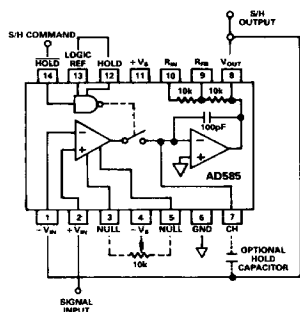 S/H
OUTPUT
S/H COMMAND
LOGIC
REF
HOLD
HOLD
+VS
RIN
RFB
VOUT
14
13
12
11
10
9
8
10k
10k
100pF
AD585
1
2
3
4
5
6
7
-VIN
+VIN
NULL
-VS
NULL
GND
CH
10k
OPTIONAL
HOLD
CAPACITOR
SIGNAL
INPUT